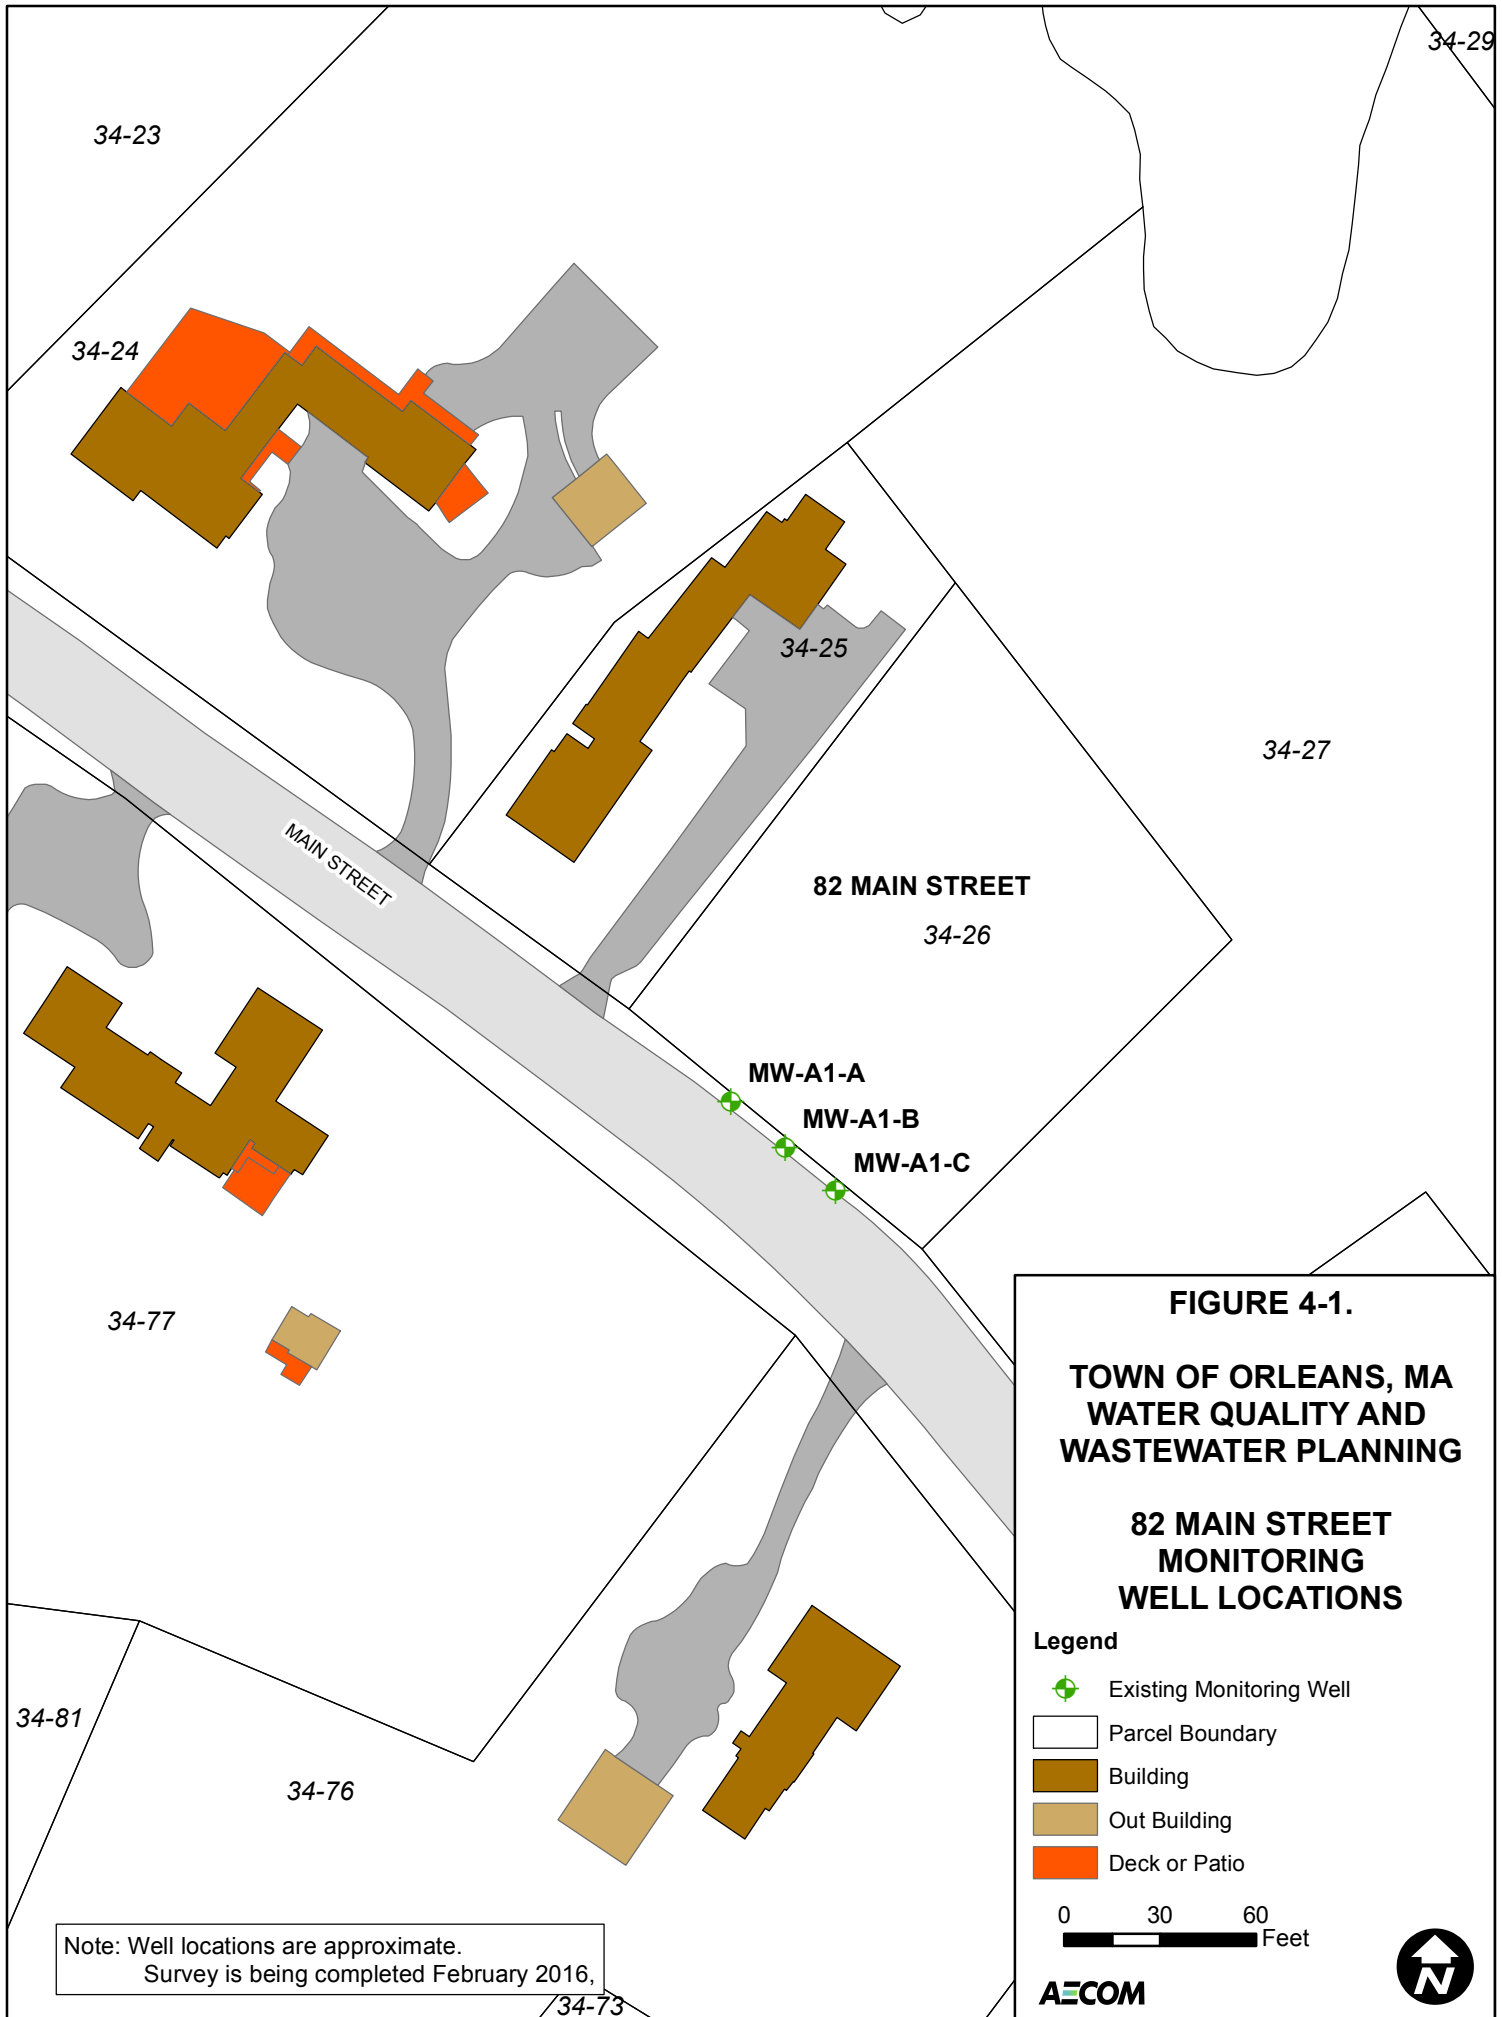 34-29
34-23
34-24
34-25
34-27
MAIN STREET
82 MAIN STREET
34-26
MW-A1-A
MW-A1-B
MW-A1-C
34-77
34-81
34-76
34-73
Note: Well locations are approximate.
Survey is being completed February 2016,
FIGURE 4-1.
TOWN OF ORLEANS, MA
WATER QUALITY AND
WASTEWATER PLANNING
82 MAIN STREET
MONITORING
WELL LOCATIONS
Legend
Existing Monitoring Well
Parcel Boundary
Building
Out Building
Deck or Patio
0 30 60
Feet
AECOM
N